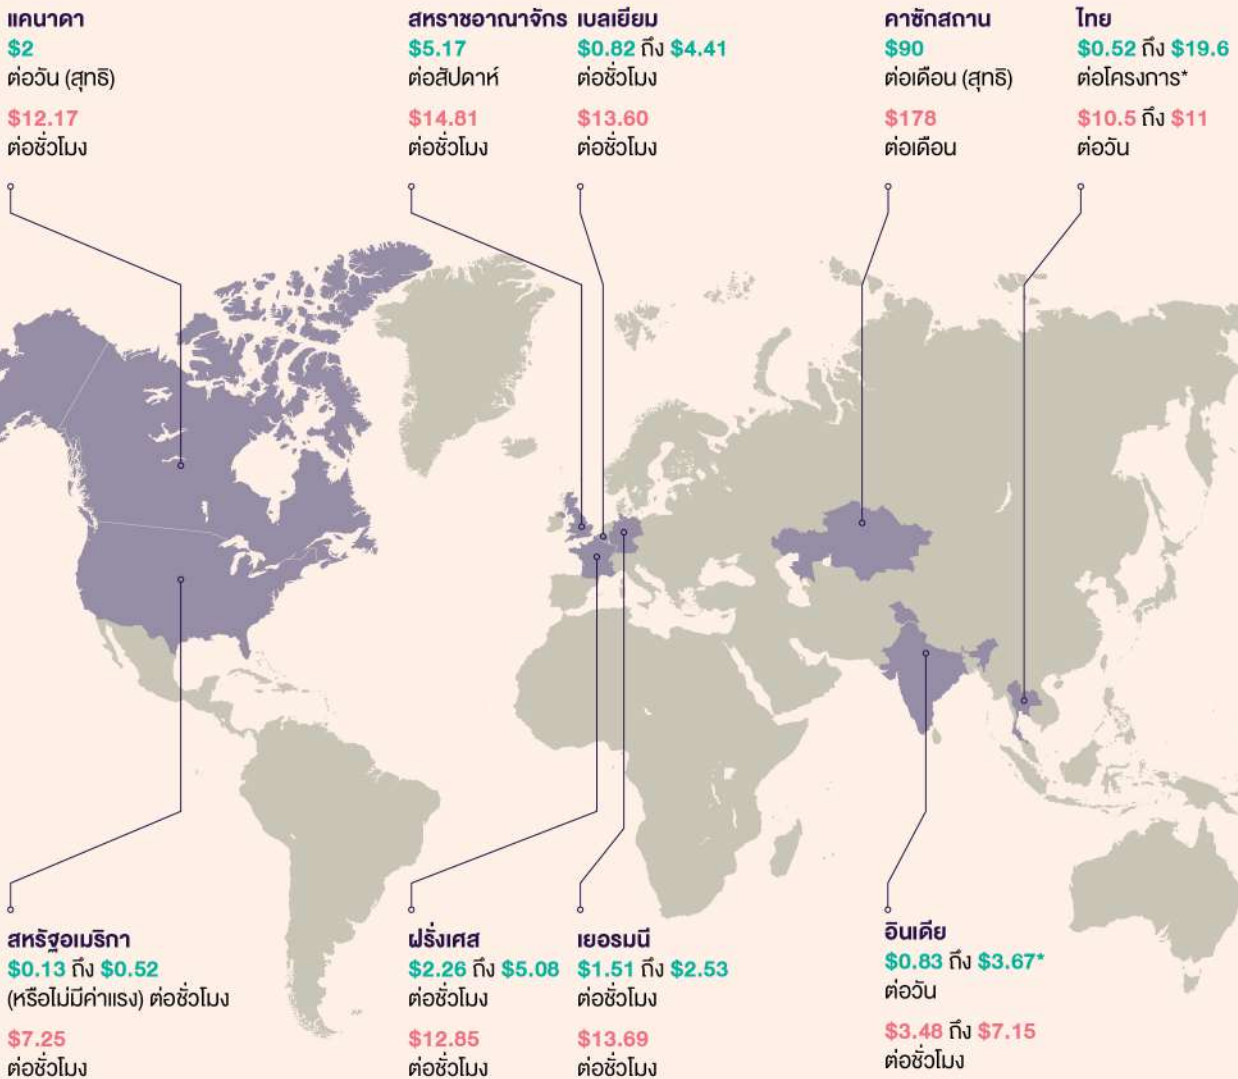 แคนาดา
$2
ต่อวัน (สุทธิ)
$12.17
ต่อชั่วโมง
สหราชอาณาจักร
$5.17
ต่อสัปดาห์
$14.81
ต่อชั่วโมง
เบลเยียม
$0.82 ถึง $4.41
ต่อชั่วโมง
$13.60
ต่อชั่วโมง
คาซักสถาน
$90
ต่อเดือน (สุทธิ)
$178
ต่อเดือน
ไทย
$0.52 ถึง $19.6
ต่อโครงการ*
$10.5 ถึง $11
ต่อวัน
สหรัฐอเมริกา
$0.13 ถึง $0.52
(หรือไม่มีค่าแรง) ต่อชั่วโมง
$7.25
ต่อชั่วโมง
ฝรั่งเศส
$2.26 ถึง $5.08
ต่อชั่วโมง
$12.85
ต่อชั่วโมง
เยอรมนี
$1.51 ถึง $2.53
ต่อชั่วโมง
$13.69
ต่อชั่วโมง
อินเดีย
$0.83 ถึง $3.67*
ต่อวัน
$3.48 ถึง $7.15
ต่อชั่วโมง